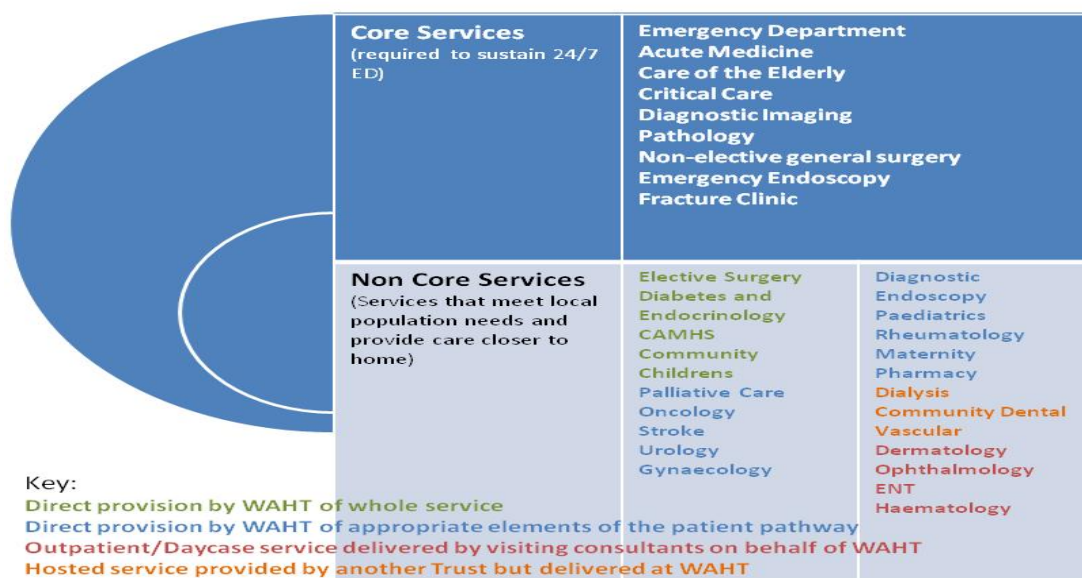 Core Services
(required to sustain 24/7
ED)
Emergency Department
Acute Medicine
Care of the Elderly
Critical Care
Diagnostic Imaging
Pathology
Non-elective general surgery
Emergency Endoscopy
Fracture Clinic
Non Core Services
(Services that meet local
population needs and
provide care closer to
home)
Elective Surgery
Diabetes and
Endocrinology
CAMHS
Community
Childrens
Palliative Care
Oncology
Stroke
Urology
Gynaecology
Diagnostic
Endoscopy
Paediatrics
Rheumatology
Maternity
Pharmacy
Dialysis
Community Dental
Vascular
Dermatology
Ophthalmology
ENT
Haematology
Key:
Direct provision by WAHT of whole service
Direct provision by WAHT of appropriate elements of the patient pathway
Outpatient/Daycase service delivered by visiting consultants on behalf of WAHT
Hosted service provided by another Trust but delivered at WAHT